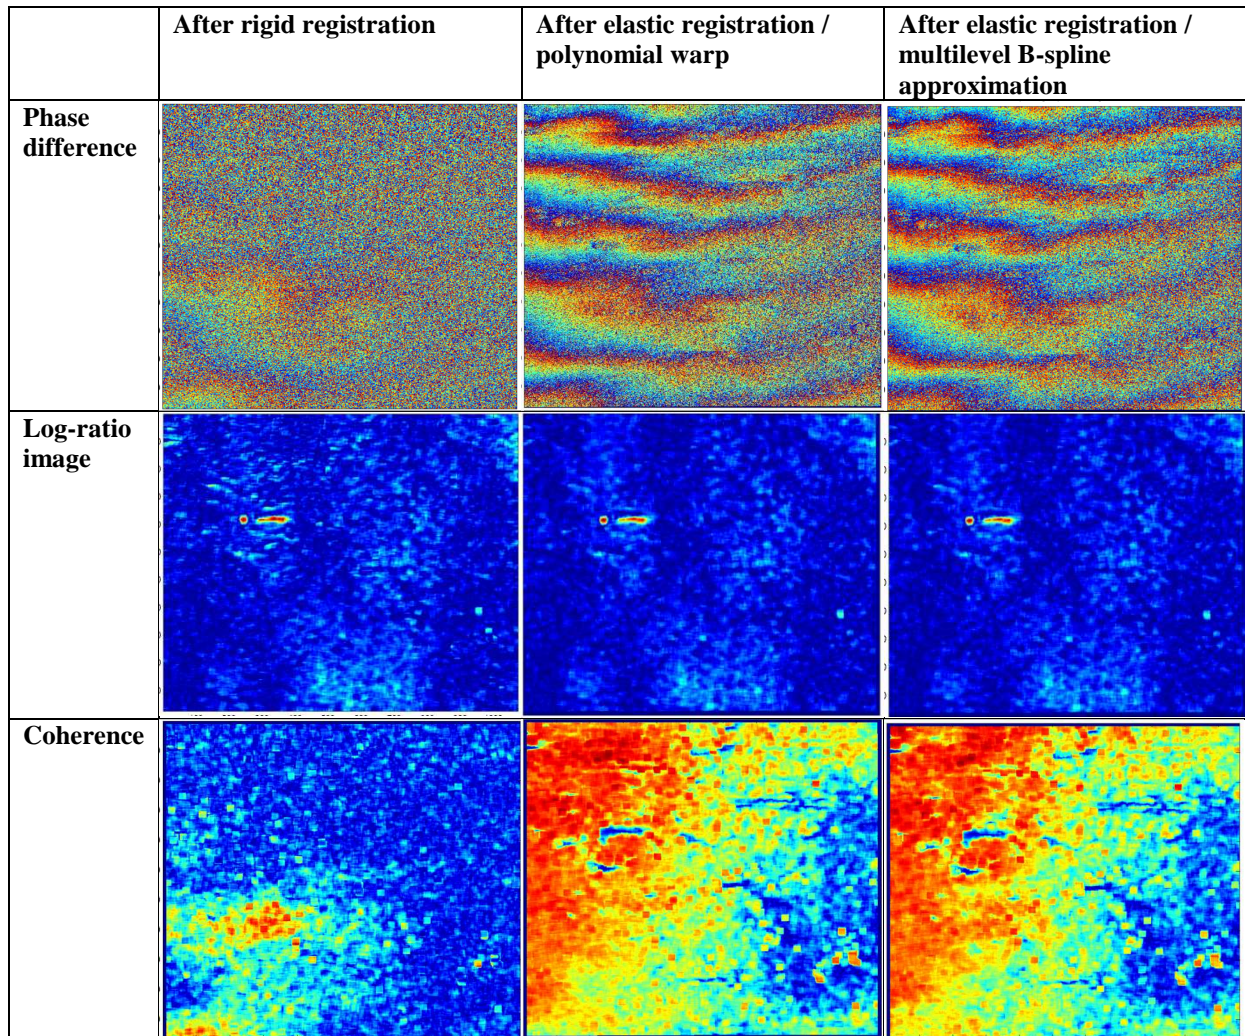 After rigid registration
After elastic registration /
polynomial warp
After elastic registration /
multilevel B-spline
approximation
Phase
difference
Log-ratio
image
Coherence